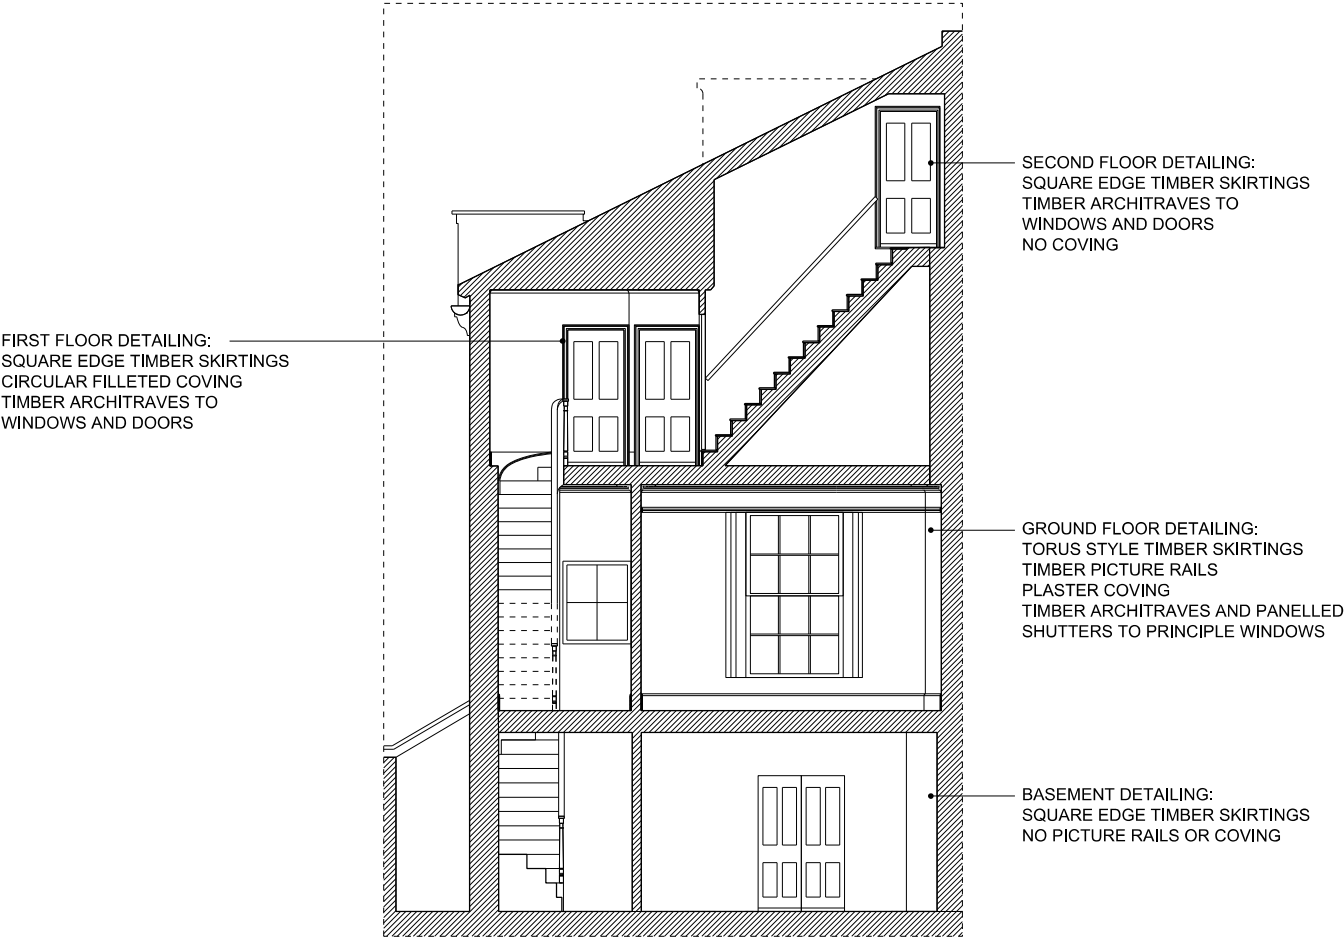 SECOND FLOOR DETAILING:
SQUARE EDGE TIMBER SKIRTINGS
TIMBER ARCHITRAVES TO
WINDOWS AND DOORS
NO COVING
FIRST FLOOR DETAILING:
SQUARE EDGE TIMBER SKIRTINGS
CIRCULAR FILLETED COVING
TIMBER ARCHITRAVES TO
WINDOWS AND DOORS
GROUND FLOOR DETAILING:
TORUS STYLE TIMBER SKIRTINGS
TIMBER PICTURE RAILS
PLASTER COVING
TIMBER ARCHITRAVES AND PANELLED
SHUTTERS TO PRINCIPLE WINDOWS
BASEMENT DETAILING:
SQUARE EDGE TIMBER SKIRTINGS
NO PICTURE RAILS OR COVING